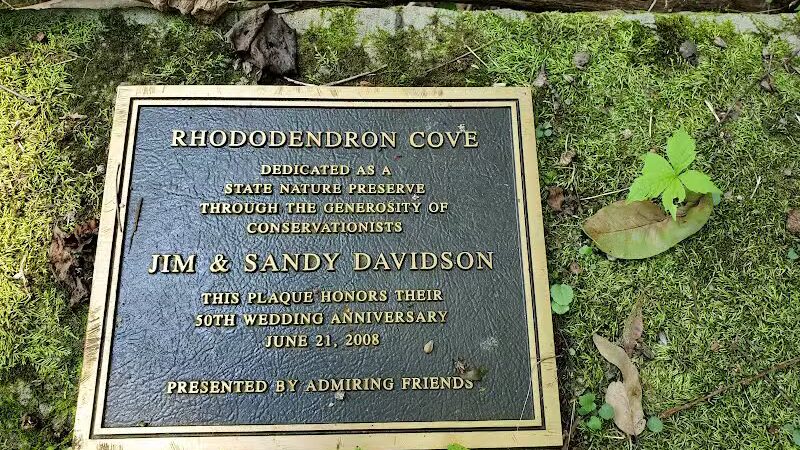 RHODODENDRON COVE
DEDICATED AS A
STATE NATURE PRESERVE
THROUGH THE GENEROSITY OF
CONSERVATIONISTS
JIM & SANDY DAVIDSON
THIS PLAQUE HONORS THEIR
50TH WEDDING ANNIVERSARY
JUNE 21, 2008
PRESENTED BY ADMIRING FRIENDS